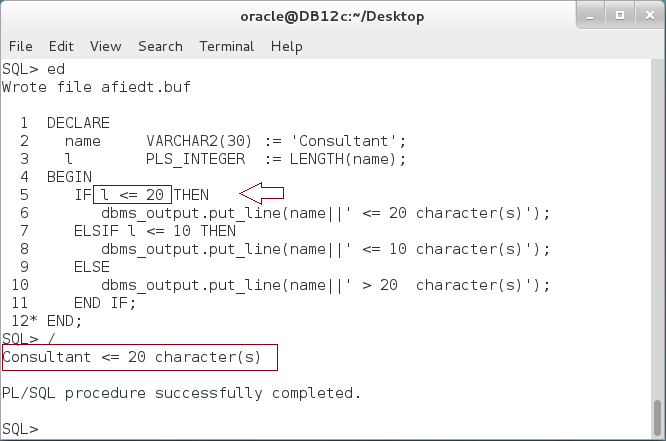 oracle@DB12c:~/Desktop
File Edit View Search Terminal Help
SQL> ed
Wrote file afiedt.buf
  1  DECLARE
  2    name     VARCHAR2(30) := 'Consultant';
  3    l        PLS_INTEGER  := LENGTH(name);
  4  BEGIN
  5     IF l <= 20 THEN
  6        dbms_output.put_line(name||' <= 20 character(s)');
  7     ELSIF l <= 10 THEN
  8        dbms_output.put_line(name||' <= 10 character(s)');
  9     ELSE
 10        dbms_output.put_line(name||' > 20  character(s)');
 11     END IF;
 12* END;
SQL> /
Consultant <= 20 character(s)
PL/SQL procedure successfully completed.
SQL>